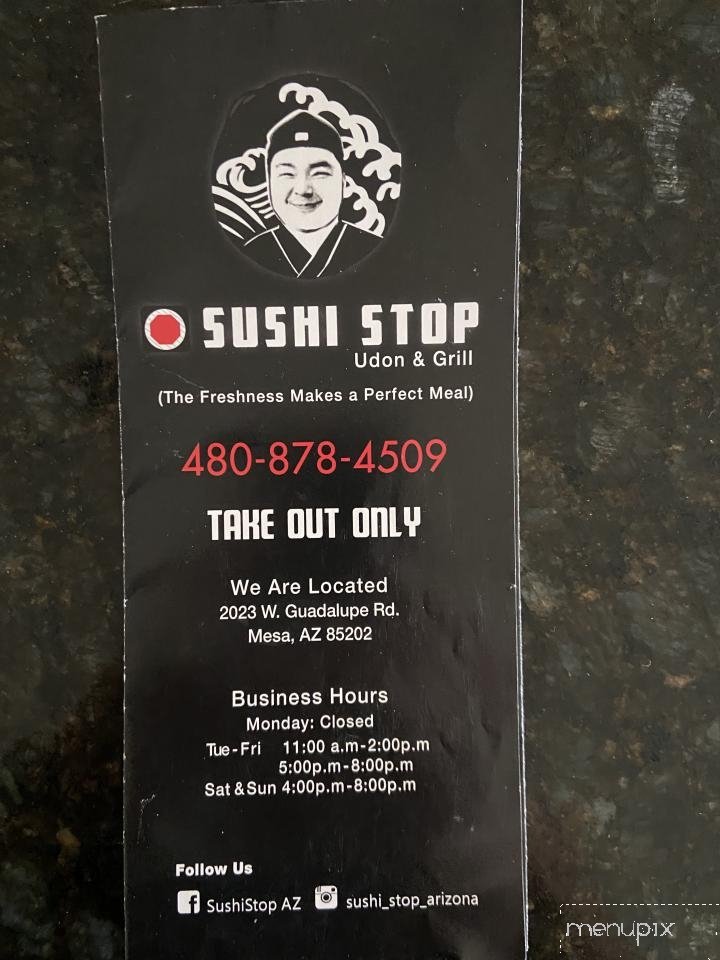 SUSHI STOP
Udon & Grill
(The Freshness Makes a Perfect Meal)
480-878-4509
TAKE OUT ONLY
We Are Located
2023 W. Guadalupe Rd.
Mesa, AZ 85202
Business Hours
Monday: Closed
Tue-Fri 11:00 a.m-2:00p.m
5:00p.m-8:00p.m
Sat & Sun 4:00p.m-8:00p.m
Follow Us
f SushiStop AZ sushi_stop_arizona
menupix